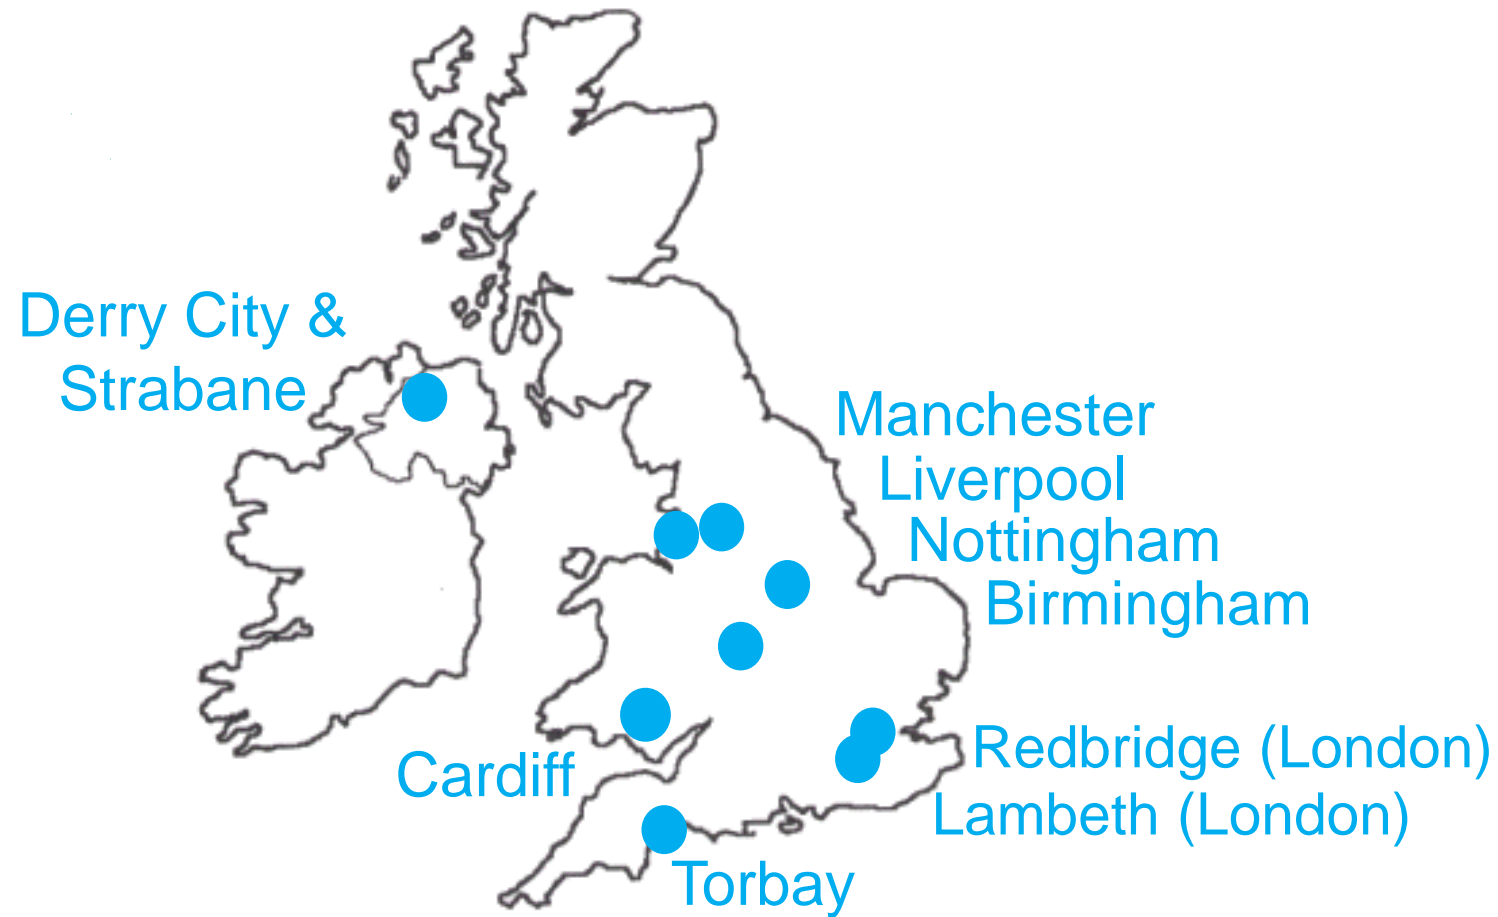 Derry City &
Strabane
Manchester
Liverpool
Nottingham
Birmingham
Redbridge (London)
Cardiff
Lambeth (London)
Torbay